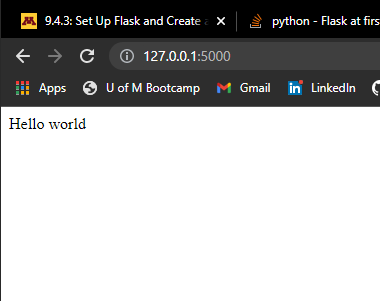 9.4.3: Set Up Flask and Create
python - Flask at firs
127.0.0.1:5000
Apps U of M Bootcamp Gmail LinkedIn
Hello world